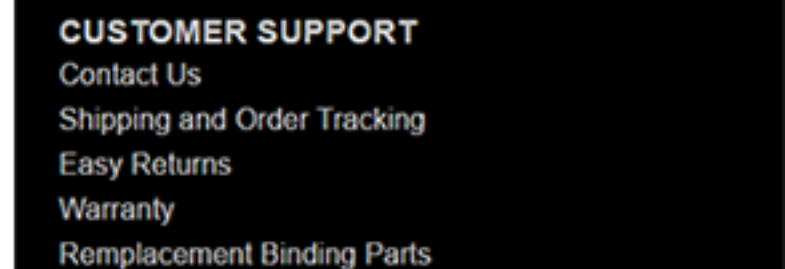 CUSTOMER SUPPORT
Contact Us
Shipping and Order Tracking
Easy Returns
Warranty
Remplacement Binding Parts